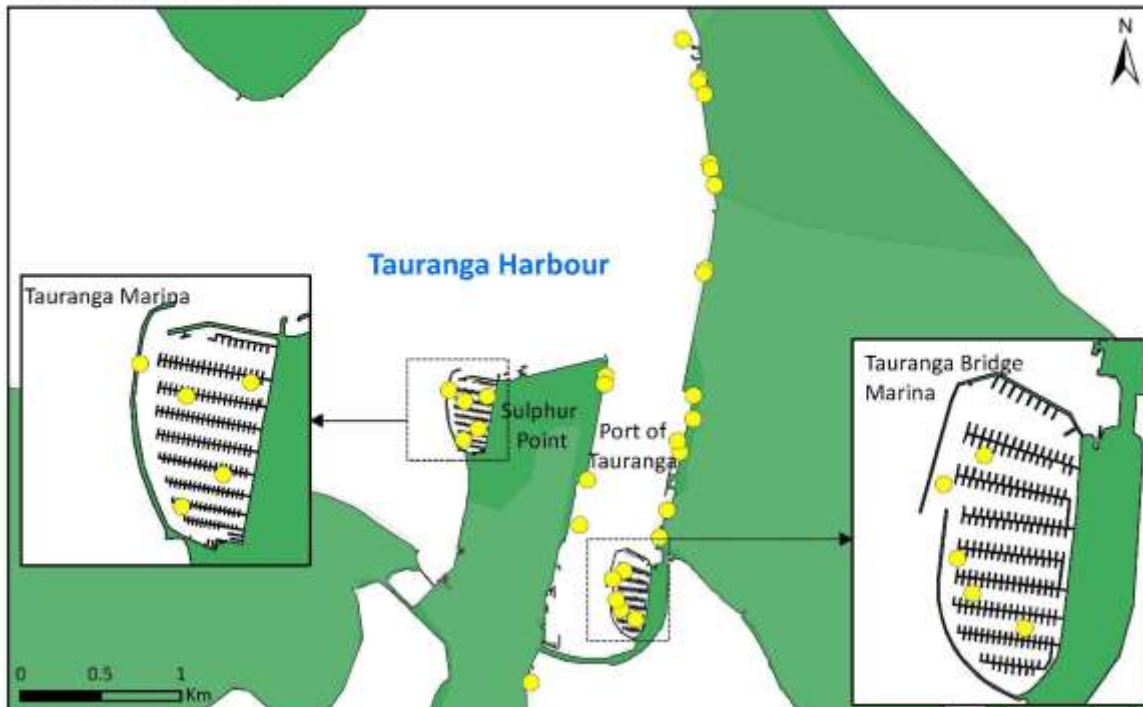 N
Tauranga Harbour
Tauranga Marina
Tauranga Bridge
Marina
Sulphur
Point
Port of
Tauranga
0 0.5 1
Km